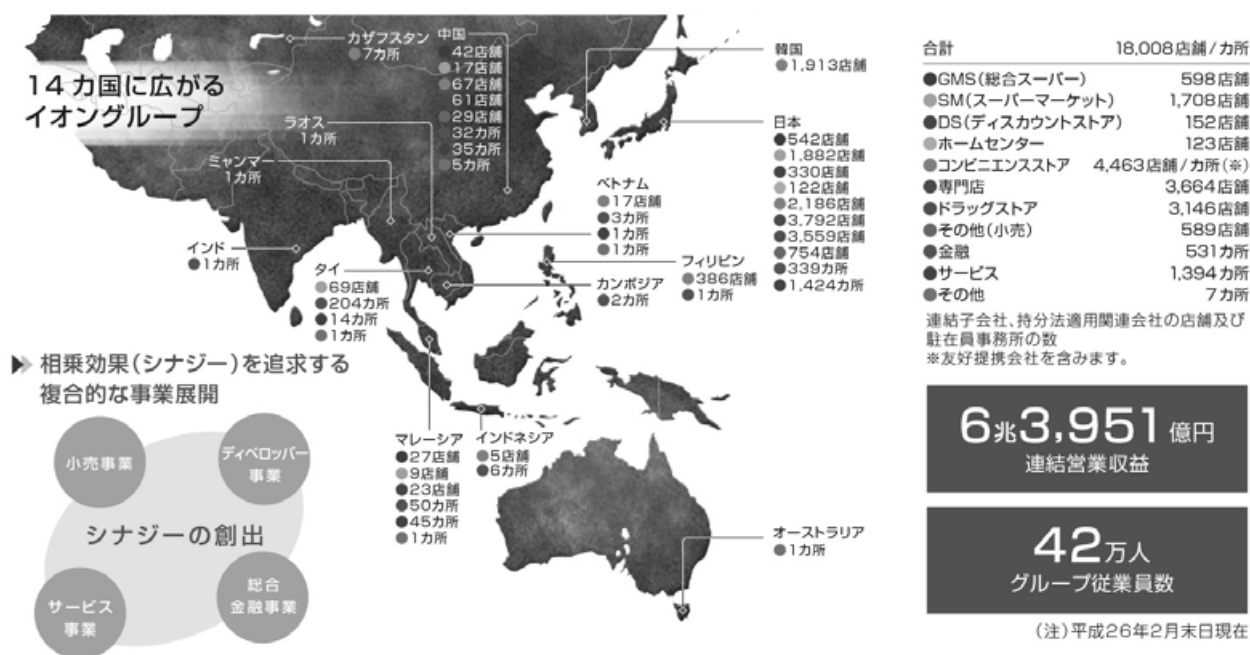 14カ国に広がる
イオングループ
カザフスタン
●7カ所
中国
42店舗
17店舗
67店舗
61店舗
29店舗
32カ所
35カ所
5カ所
ラオス
1カ所
ミャンマー
1カ所
インド
●1カ所
タイ
●69店舗
●204カ所
●14カ所
●1カ所
ベトナム
●17店舗
●3カ所
●1カ所
●1カ所
カンボジア
●2カ所
フィリピン
●386店舗
●1カ所
韓国
●1,913店舗
日本
●542店舗
●1,882店舗
●330店舗
●122店舗
●2,186店舗
●3,792店舗
●3,559店舗
●754店舗
●339カ所
●1,424カ所
マレーシア
●27店舗
●9店舗
●23店舗
●50カ所
●45カ所
●1カ所
インドネシア
●5店舗
●6カ所
オーストラリア
●1カ所
相乗効果(シナジー)を追求する
複合的な事業展開
小売事業
ディベロッパー
事業
シナジーの創出
サービス
事業
総合
金融事業
合計 18,008店舗/カ所
●GMS(総合スーパー) 598店舗
●SM(スーパーマーケット) 1,708店舗
●DS(ディスカウントストア) 152店舗
●ホームセンター 123店舗
●コンビニエンスストア 4,463店舗/カ所(※)
●専門店 3,664店舗
●ドラッグストア 3,146店舗
●その他(小売) 589店舗
●金融 531カ所
●サービス 1,394カ所
●その他 7カ所
連結子会社、持分法適用関連会社の店舗及び
駐在員事務所の数
※友好提携会社を含みます。
6兆3,951億円
連結営業収益
42万人
グループ従業員数
(注)平成26年2月末日現在